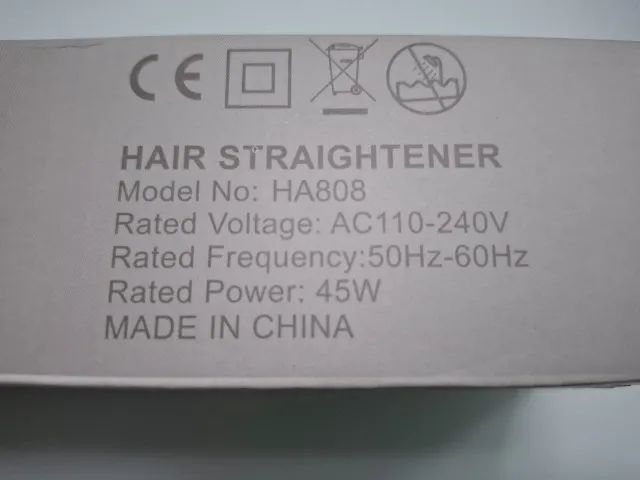 CE
HAIR STRAIGHTENER
Model No: HA808
Rated Voltage: AC110-240V
Rated Frequency:50Hz-60Hz
Rated Power: 45W
MADE IN CHINA